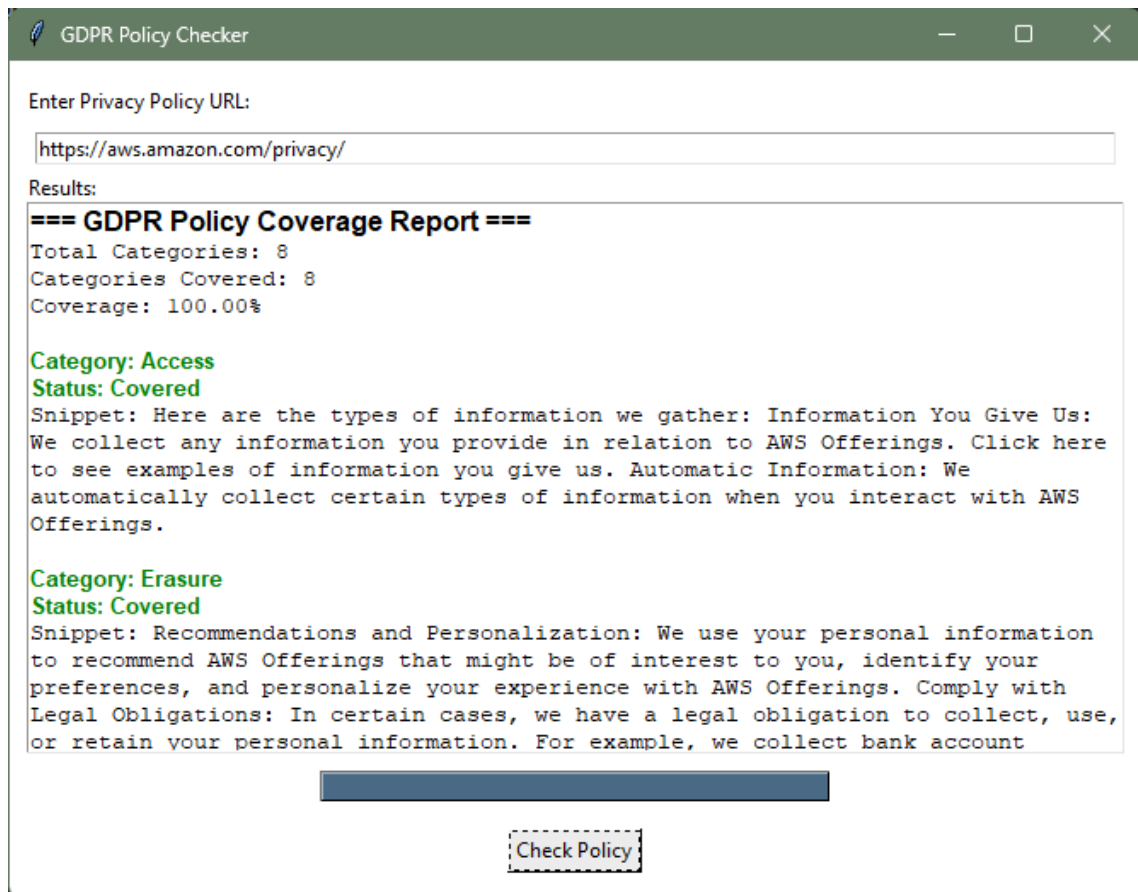 GDPR Policy Checker
Enter Privacy Policy URL:
https://aws.amazon.com/privacy/
Results:
=== GDPR Policy Coverage Report ===
Total Categories: 8
Categories Covered: 8
Coverage: 100.00%
Category: Access
Status: Covered
Snippet: Here are the types of information we gather: Information You Give Us:
We collect any information you provide in relation to AWS Offerings. Click here
to see examples of information you give us. Automatic Information: We
automatically collect certain types of information when you interact with AWS
Offerings.
Category: Erasure
Status: Covered
Snippet: Recommendations and Personalization: We use your personal information
to recommend AWS Offerings that might be of interest to you, identify your
preferences, and personalize your experience with AWS Offerings. Comply with
Legal Obligations: In certain cases, we have a legal obligation to collect, use,
or retain your personal information. For example, we collect bank account
Check Policy